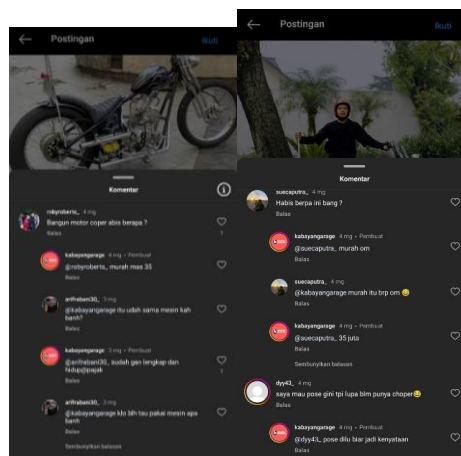 Postingan
Ikuti
Komentar
robyroberts_ 4 mg
Bangun motor coper abis berapa ?
Balas
1
kabayangarage 4 mg • Pembuat
@robyroberts_ murah mas 35
Balas
arifrabani30_ 3 mg
@kabayangarage itu udah sama mesin kah
banh?
Balas
kabayangarage 3 mg • Pembuat
@arifrabani30_ sudah gan lengkap dan
hidup@pajak
Balas
1
arifrabani30_ 3 mg
@kabayangarage klo blh tau pakai mesin apa
banh
Balas
Sembunyikan balasan
Postingan
Ikuti
Komentar
suecaputra_ 4 mg
Habis berpa ini bang ?
Balas
kabayangarage 4 mg • Pembuat
@suecaputra_ murah om
Balas
suecaputra_ 4 mg
@kabayangarage murah itu brp om 😅
Balas
kabayangarage 4 mg • Pembuat
@suecaputra_ 35 juta
Balas
Sembunyikan balasan
dyy43_ 4 mg
saya mau pose gini tpi lupa blm punya choper😂
Balas
kabayangarage 4 mg • Pembuat
@dyy43_ pose dilu biar jadi kenyataan
Balas